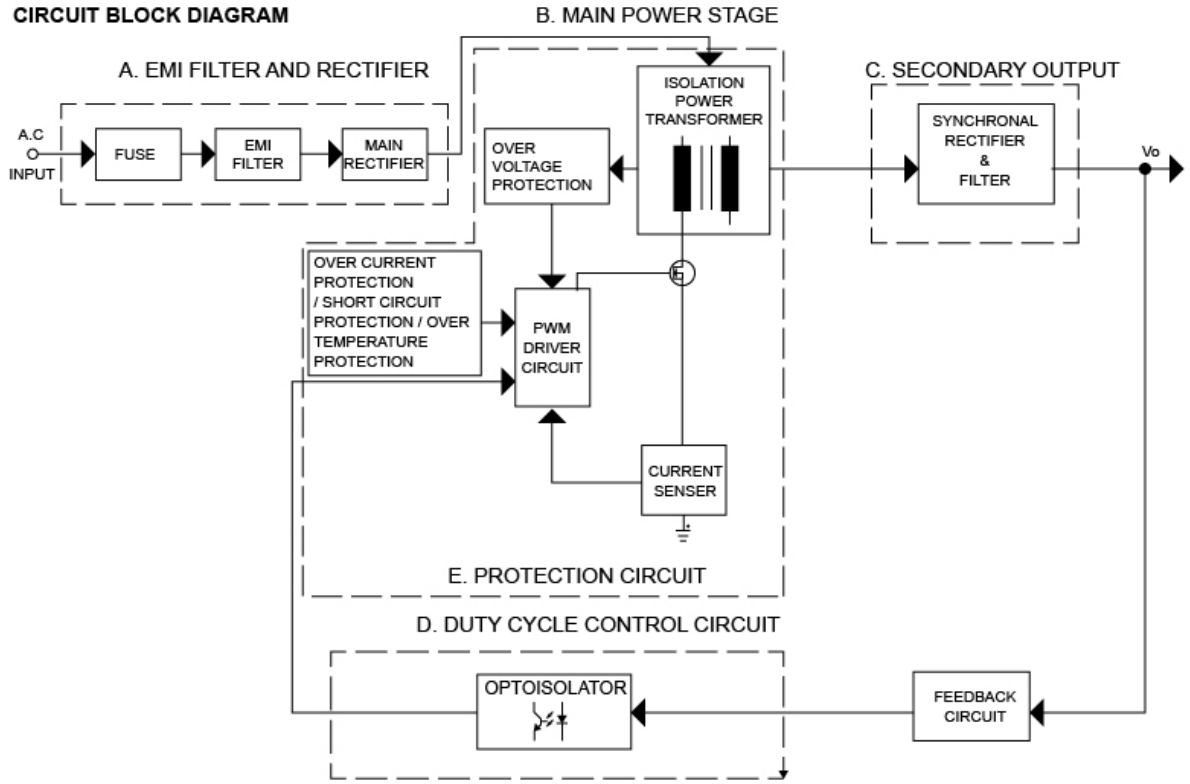 CIRCUIT BLOCK DIAGRAM
B. MAIN POWER STAGE
A. EMI FILTER AND RECTIFIER
C. SECONDARY OUTPUT
A.C
INPUT
FUSE
EMI
FILTER
MAIN
RECTIFIER
OVER
VOLTAGE
PROTECTION
ISOLATION
POWER
TRANSFORMER
SYNCHRONAL
RECTIFIER
&
FILTER
Vo
OVER CURRENT
PROTECTION
/ SHORT CIRCUIT
PROTECTION / OVER
TEMPERATURE
PROTECTION
PWM
DRIVER
CIRCUIT
CURRENT
SENSER
E. PROTECTION CIRCUIT
D. DUTY CYCLE CONTROL CIRCUIT
OPTOISOLATOR
FEEDBACK
CIRCUIT